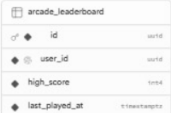 arcade_leaderboard
id uuid
user_id uuid
high_score int4
last_played_at timestamptz